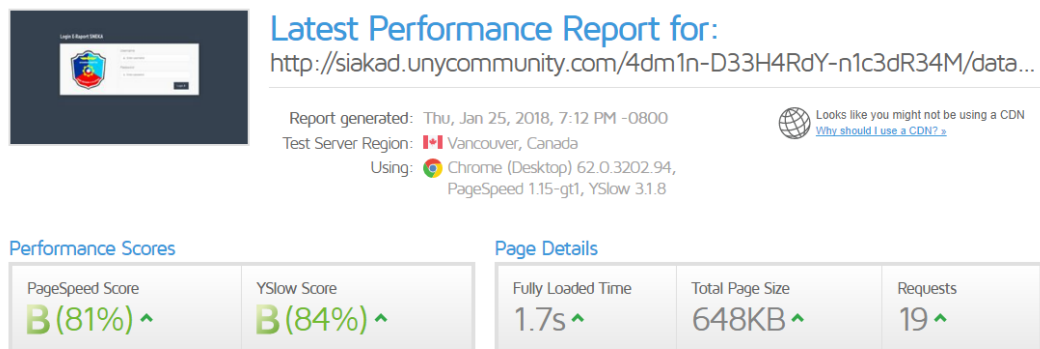 Login E Raport SMEKA
Latest Performance Report for:
http://siakad.unycommunity.com/4dm1n-D33H4RdY-n1c3dR34M/data...
Report generated: Thu, Jan 25, 2018, 7:12 PM -0800
Test Server Region: Vancouver, Canada
Using: Chrome (Desktop) 62.0.3202.94,
PageSpeed 1.15-gt1, YSlow 3.1.8
Looks like you might not be using a CDN
Why should I use a CDN? »
Performance Scores
PageSpeed Score
B (81%)
YSlow Score
B (84%)
Page Details
Fully Loaded Time
1.7s
Total Page Size
648KB
Requests
19